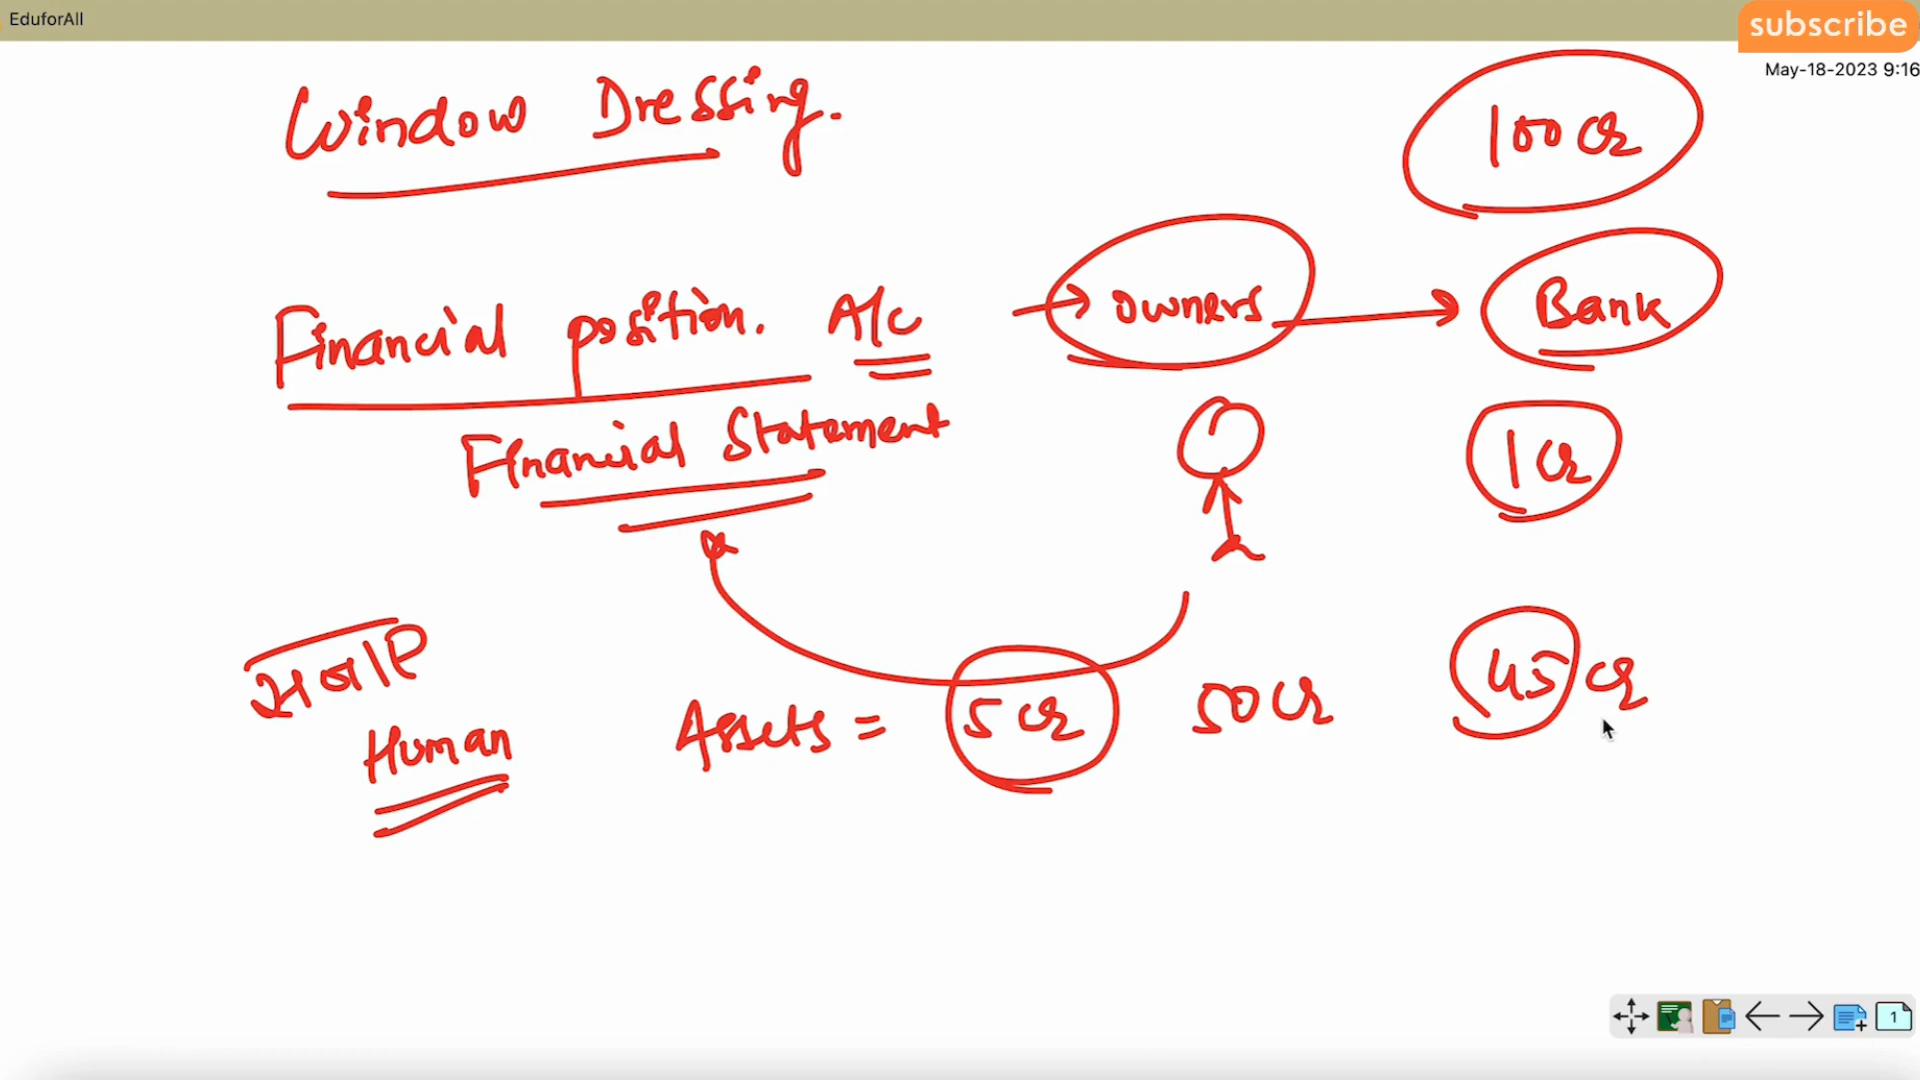 EduforAll
subscribe
May-18-2023 9:16
Window Dressing.
100 Cr
Financial position. A/c → owners → Bank
Financial Statement
1 Cr
Human
Assets = 5 Cr 50 Cr 45 Cr
1